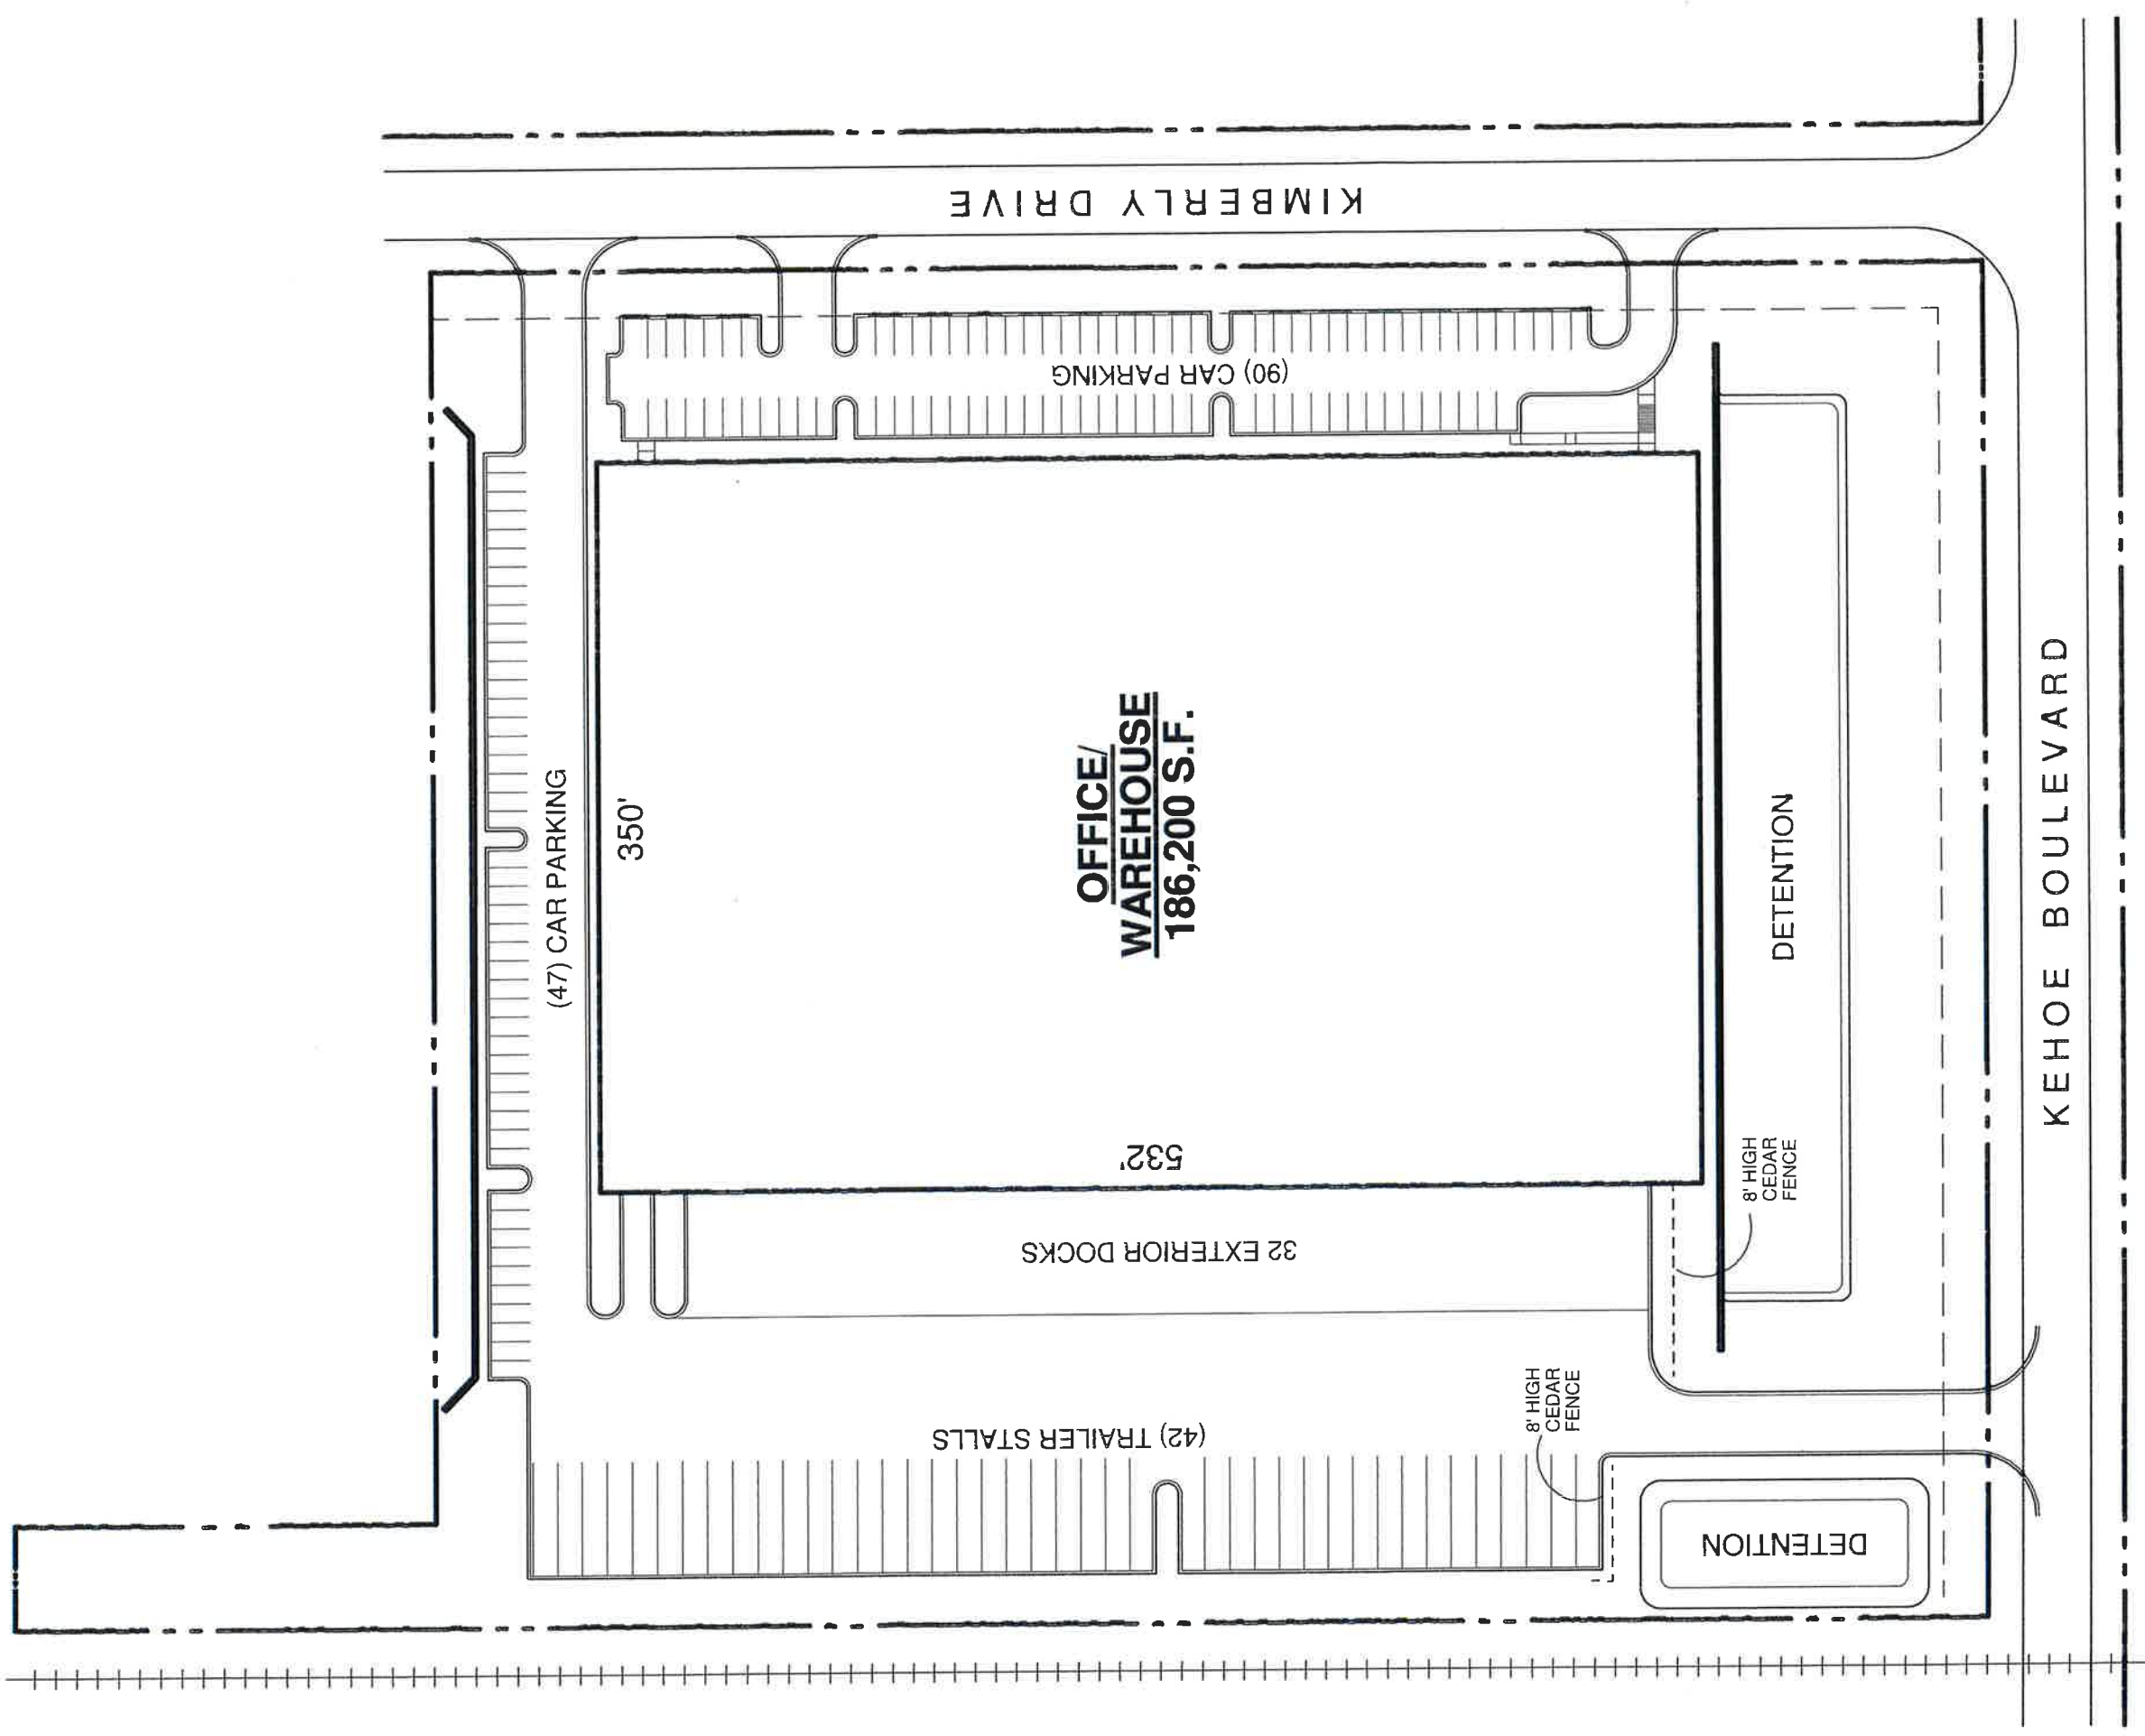 KIMBERLY DRIVE
(90) CAR PARKING
(47) CAR PARKING
350'
OFFICE/
WAREHOUSE
186,200 S.F.
532'
32 EXTERIOR DOCKS
(42) TRAILER STALLS
8' HIGH
CEDAR
FENCE
8' HIGH
CEDAR
FENCE
DETENTION
DETENTION
KEHOE BOULEVARD